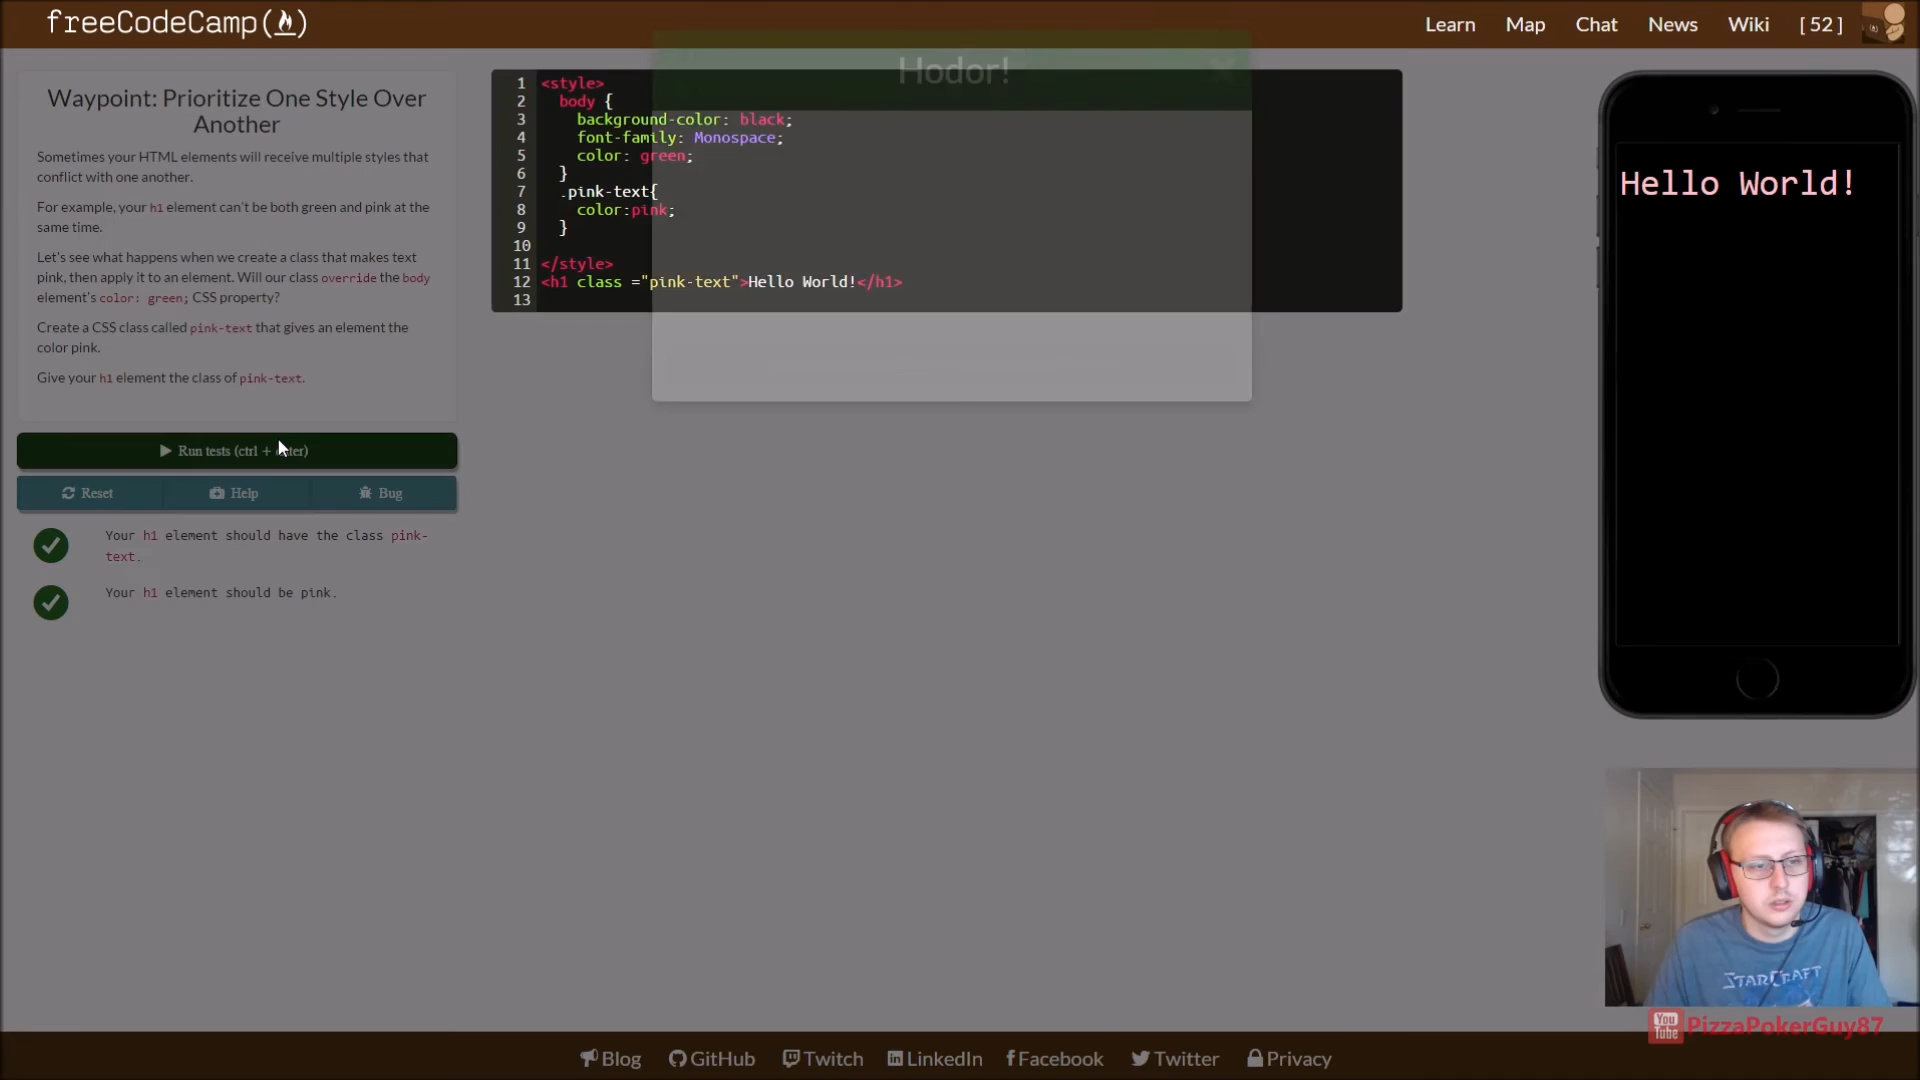 freeCodeCamp(🔥)
Learn Map Chat News Wiki [ 52 ]
Waypoint: Prioritize One Style Over
Another
Sometimes your HTML elements will receive multiple styles that
conflict with one another.
For example, your h1 element can't be both green and pink at the
same time.
Let's see what happens when we create a class that makes text
pink, then apply it to an element. Will our class override the body
element's color: green; CSS property?
Create a CSS class called pink-text that gives an element the
color pink.
Give your h1 element the class of pink-text.
Run tests (ctrl + enter)
Reset Help Bug
Your h1 element should have the class pink-
text.
Your h1 element should be pink.
Hodor!
1 <style>
2 body {
3 background-color: black;
4 font-family: Monospace;
5 color: green;
6 }
7 .pink-text{
8 color:pink;
9 }
10
11 </style>
12 <h1 class ="pink-text">Hello World!</h1>
13
Hello World!
STARCRAFT
You
Tube PizzaPokerGuy87
Blog GitHub Twitch LinkedIn Facebook Twitter Privacy